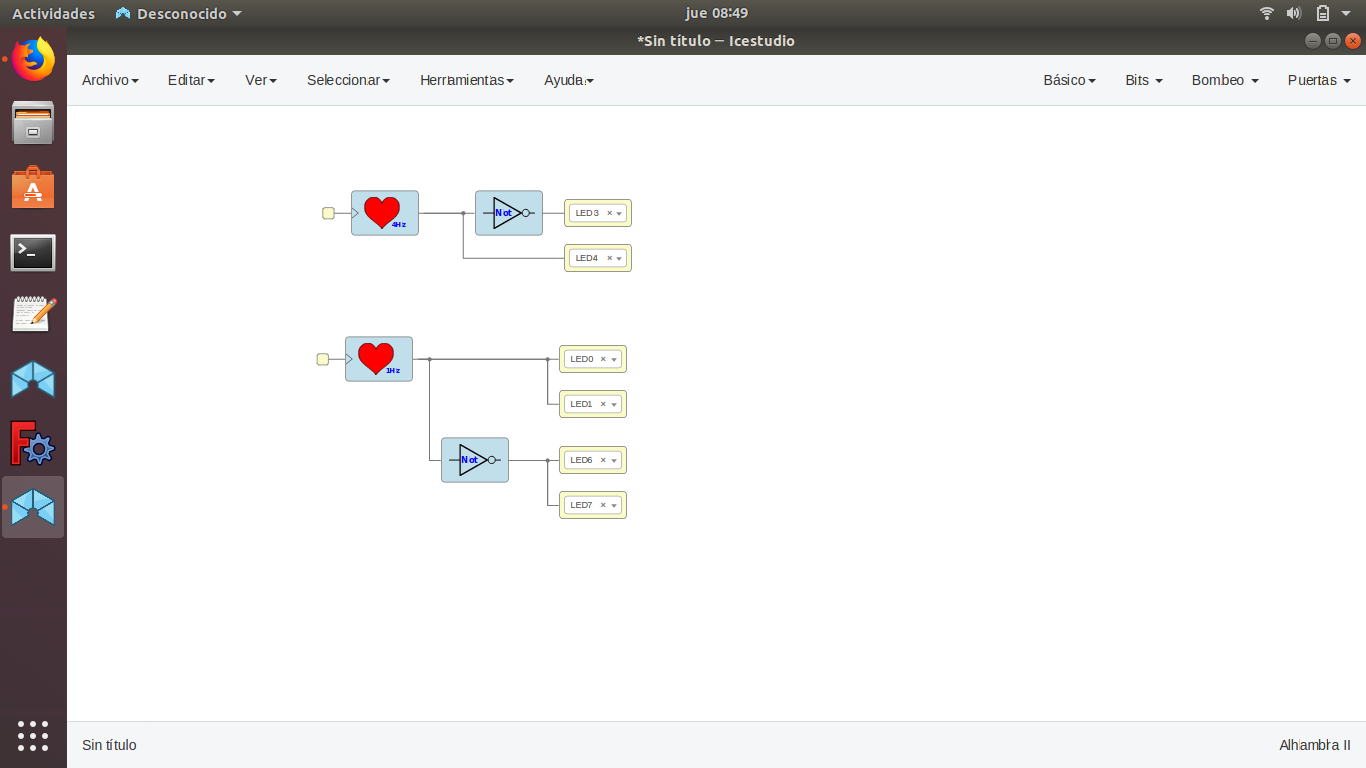 Actividades Desconocido jue 08:49
*Sin título — Icestudio
Archivo Editar Ver Seleccionar Herramientas Ayuda Básico Bits Bombeo Puertas
4Hz Not LED3 × 
LED4 ×
1Hz LED0 ×
LED1 ×
Not LED6 ×
LED7 ×
Sin título Alhambra II